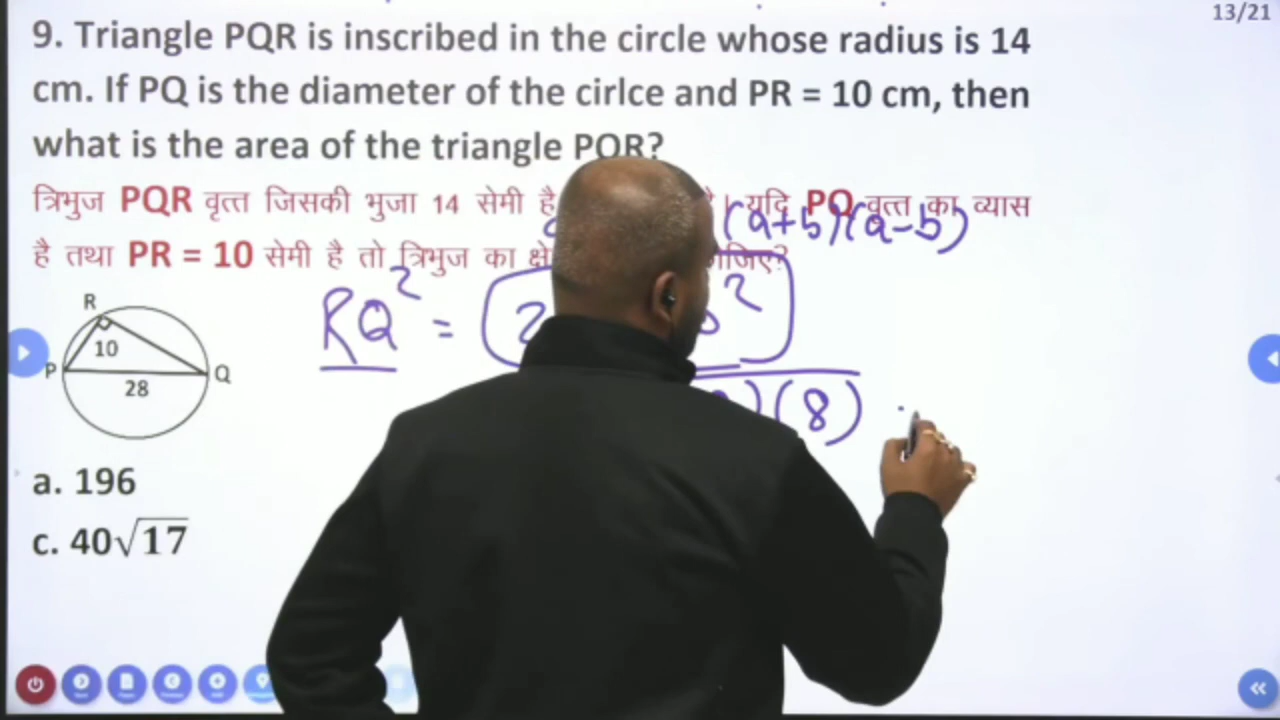 13/21
9. Triangle PQR is inscribed in the circle whose radius is 14
cm. If PQ is the diameter of the cirlce and PR = 10 cm, then
what is the area of the triangle PQR?
त्रिभुज PQR वृत्त जिसकी भुजा 14 सेमी है यदि PQ वृत्त का व्यास
(a+b)(a-b)
है तथा PR = 10 सेमी है तो त्रिभुज का
RQ² = 2 ²
)(8)
R
10
P Q
28
a. 196
c. 40√17